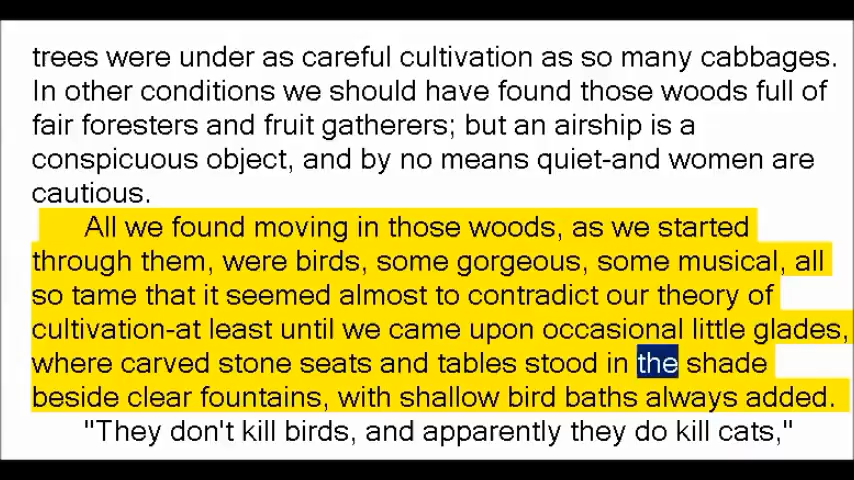 trees were under as careful cultivation as so many cabbages.
In other conditions we should have found those woods full of
fair foresters and fruit gatherers; but an airship is a
conspicuous object, and by no means quiet-and women are
cautious.
All we found moving in those woods, as we started
through them, were birds, some gorgeous, some musical, all
so tame that it seemed almost to contradict our theory of
cultivation-at least until we came upon occasional little glades,
where carved stone seats and tables stood in the shade
beside clear fountains, with shallow bird baths always added.
"They don't kill birds, and apparently they do kill cats,"